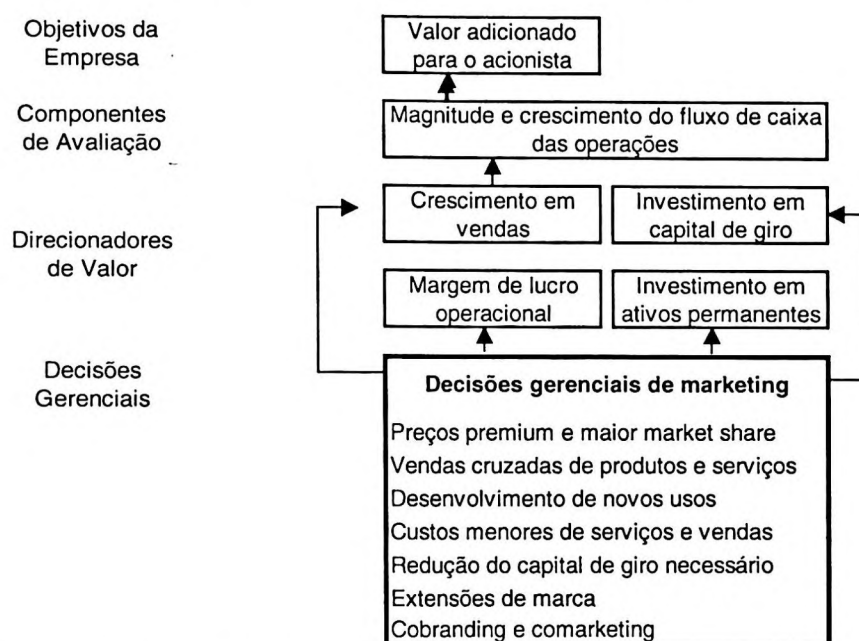 Objetivos da
Empresa
Valor adicionado
para o acionista
Componentes
de Avaliação
Magnitude e crescimento do fluxo de caixa
das operações
Direcionadores
de Valor
Crescimento em
vendas
Investimento em
capital de giro
Margem de lucro
operacional
Investimento em
ativos permanentes
Decisões
Gerenciais
Decisões gerenciais de marketing
Preços premium e maior market share
Vendas cruzadas de produtos e serviços
Desenvolvimento de novos usos
Custos menores de serviços e vendas
Redução do capital de giro necessário
Extensões de marca
Cobranding e comarketing